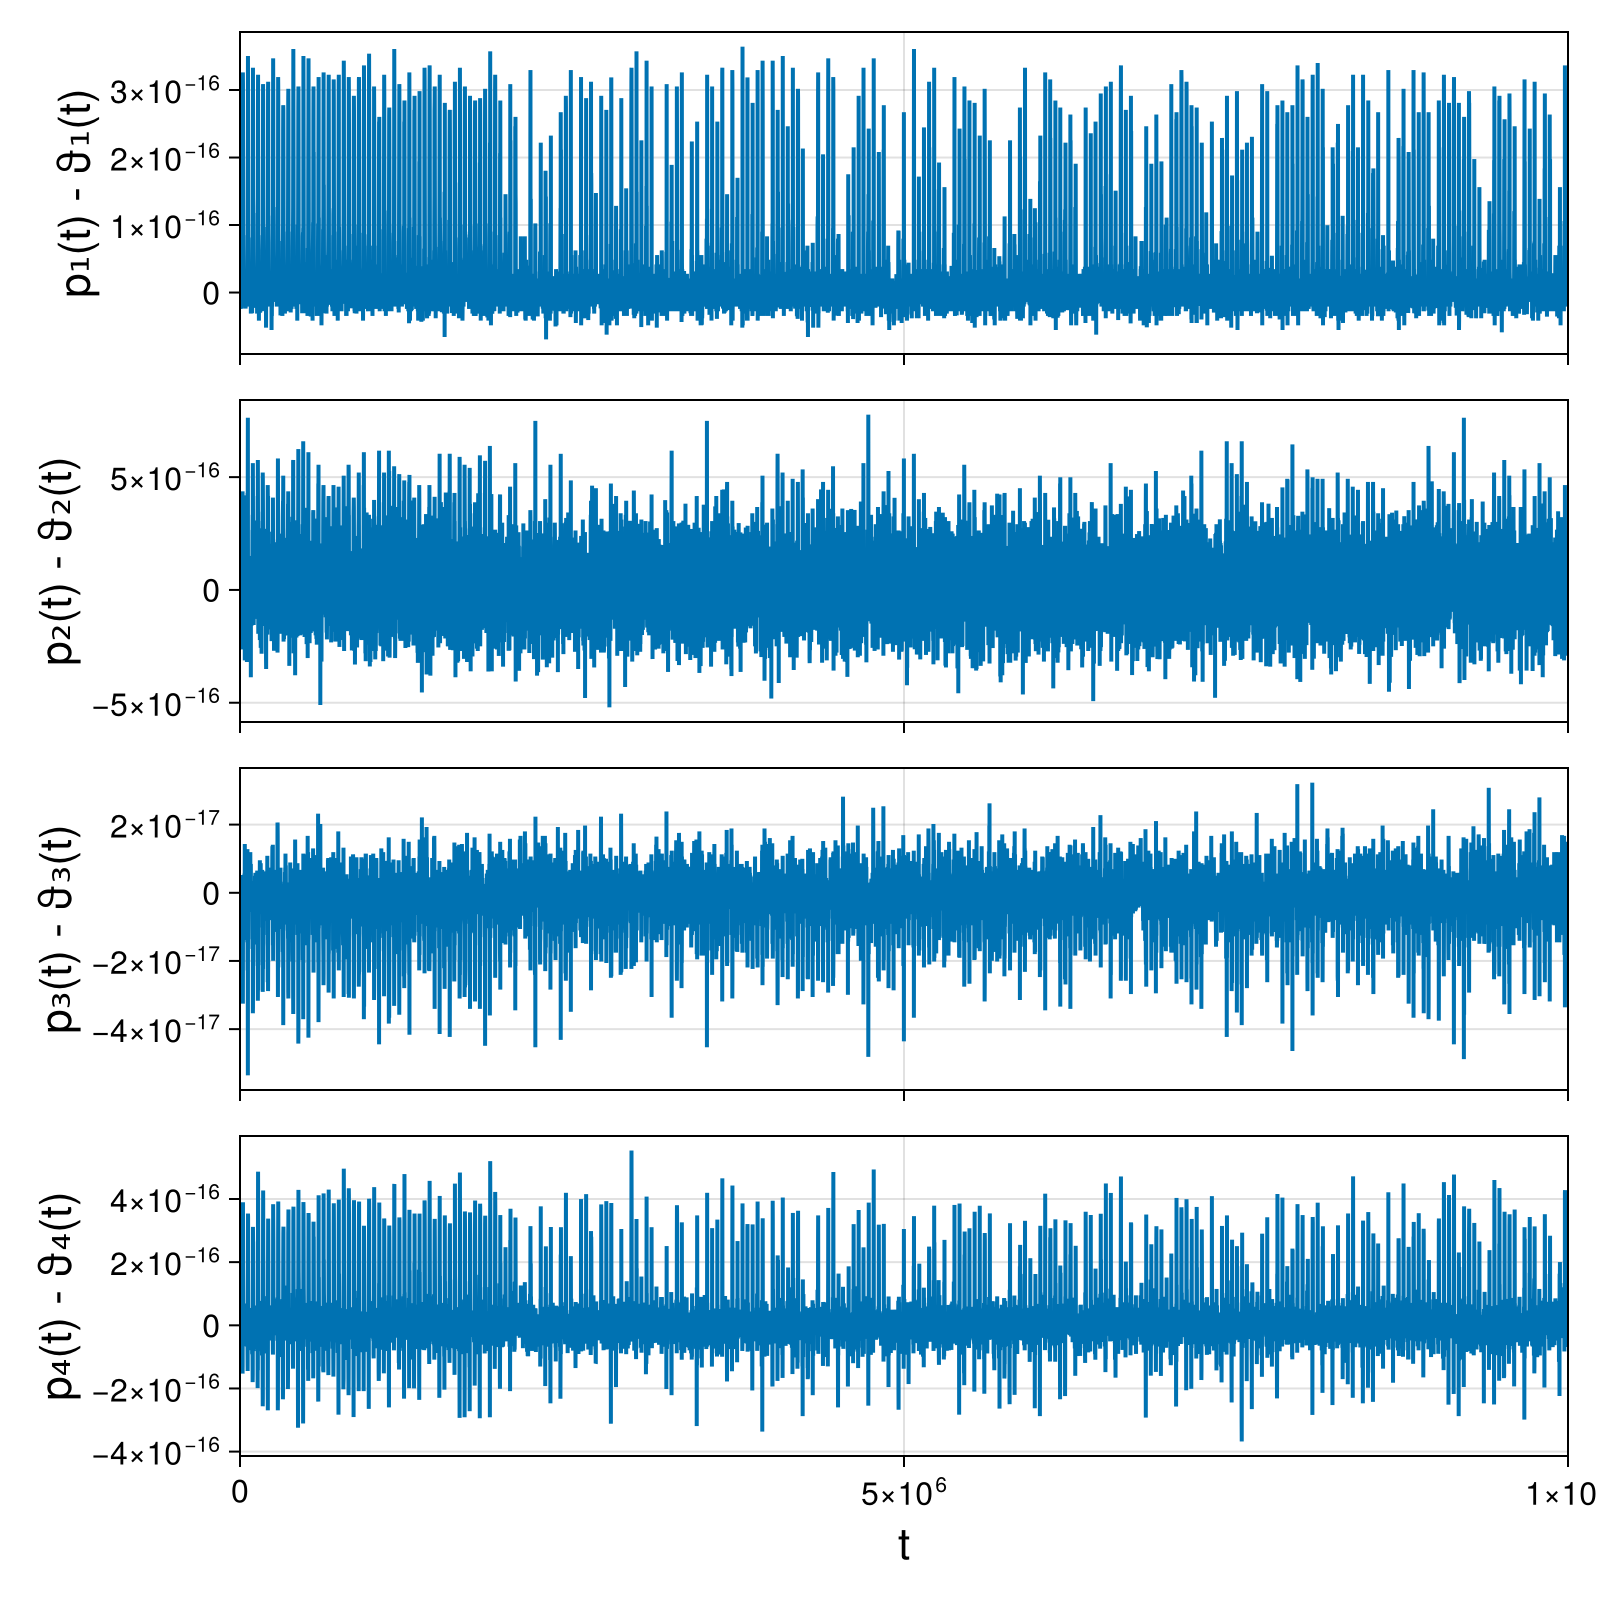 p₁(t) - ϑ₁(t)
3×10⁻¹⁶
2×10⁻¹⁶
1×10⁻¹⁶
0
p₂(t) - ϑ₂(t)
5×10⁻¹⁶
0
−5×10⁻¹⁶
p₃(t) - ϑ₃(t)
2×10⁻¹⁷
0
−2×10⁻¹⁷
−4×10⁻¹⁷
p₄(t) - ϑ₄(t)
4×10⁻¹⁶
2×10⁻¹⁶
0
−2×10⁻¹⁶
−4×10⁻¹⁶
0 5×10⁶ 1×10
t